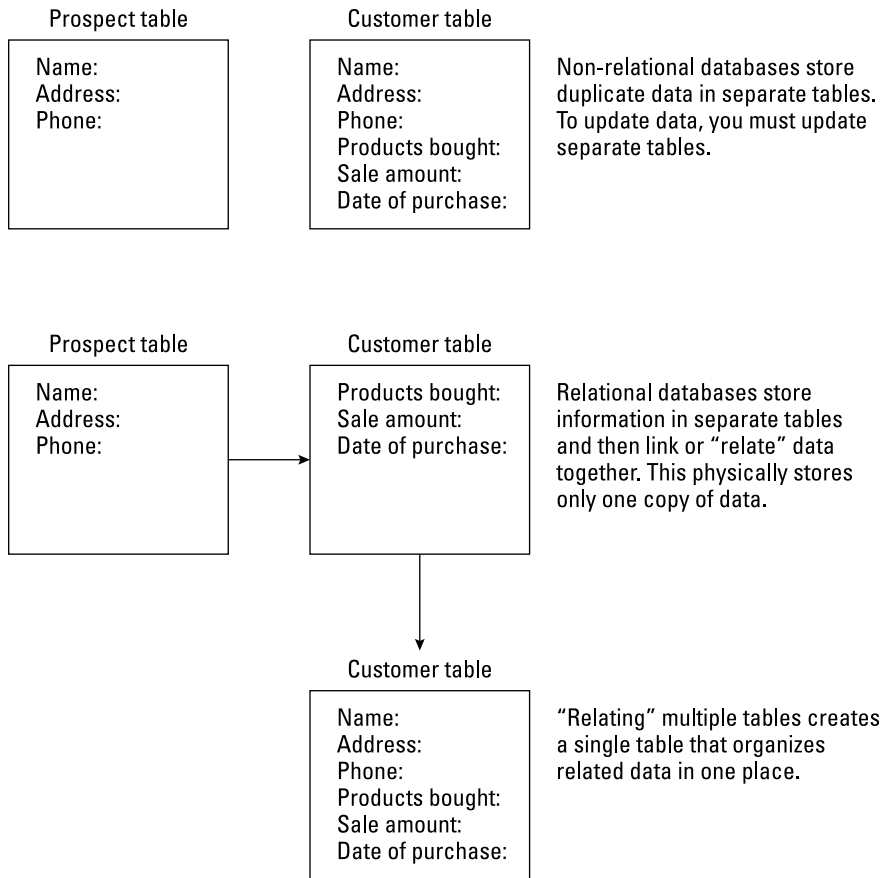 Prospect table
Name:
Address:
Phone:
Customer table
Name:
Address:
Phone:
Products bought:
Sale amount:
Date of purchase:
Non-relational databases store
duplicate data in separate tables.
To update data, you must update
separate tables.
Prospect table
Name:
Address:
Phone:
Customer table
Products bought:
Sale amount:
Date of purchase:
Relational databases store
information in separate tables
and then link or “relate” data
together. This physically stores
only one copy of data.
Customer table
Name:
Address:
Phone:
Products bought:
Sale amount:
Date of purchase:
“Relating” multiple tables creates
a single table that organizes
related data in one place.